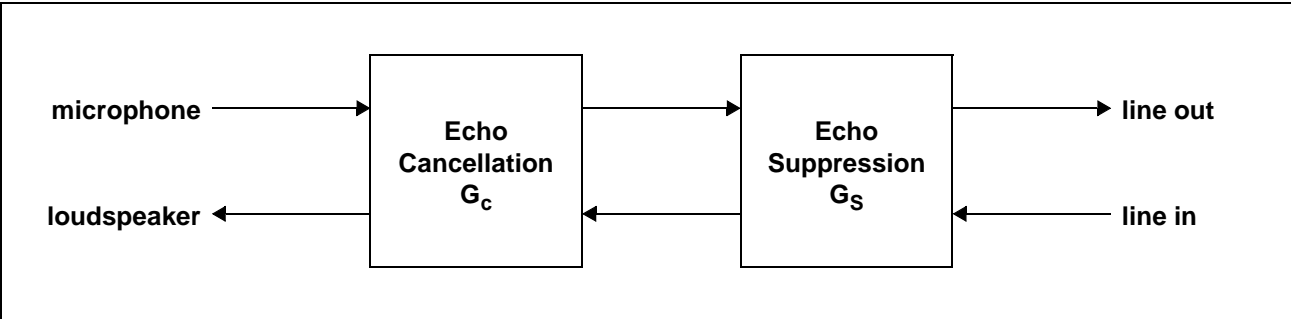 microphone
loudspeaker
Echo
Cancellation
Gc
Echo
Suppression
GS
line out
line in